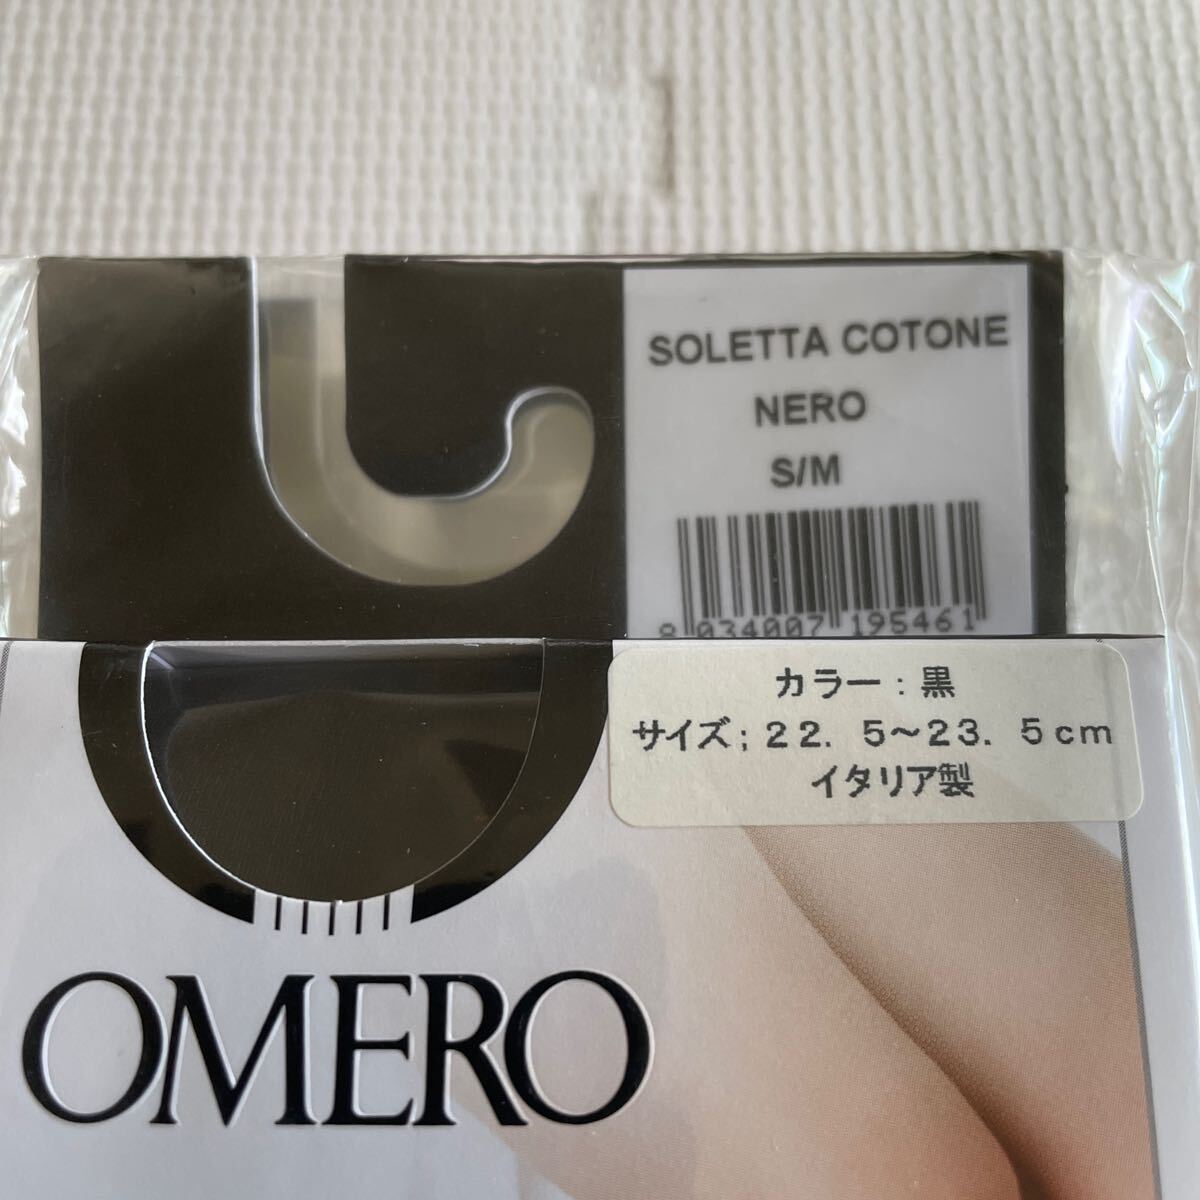 SOLETTA COTONE
NERO
S/M
8 034007 195461
カラー：黒
サイズ；２２．５～２３．５ｃｍ
イタリア製
OMERO